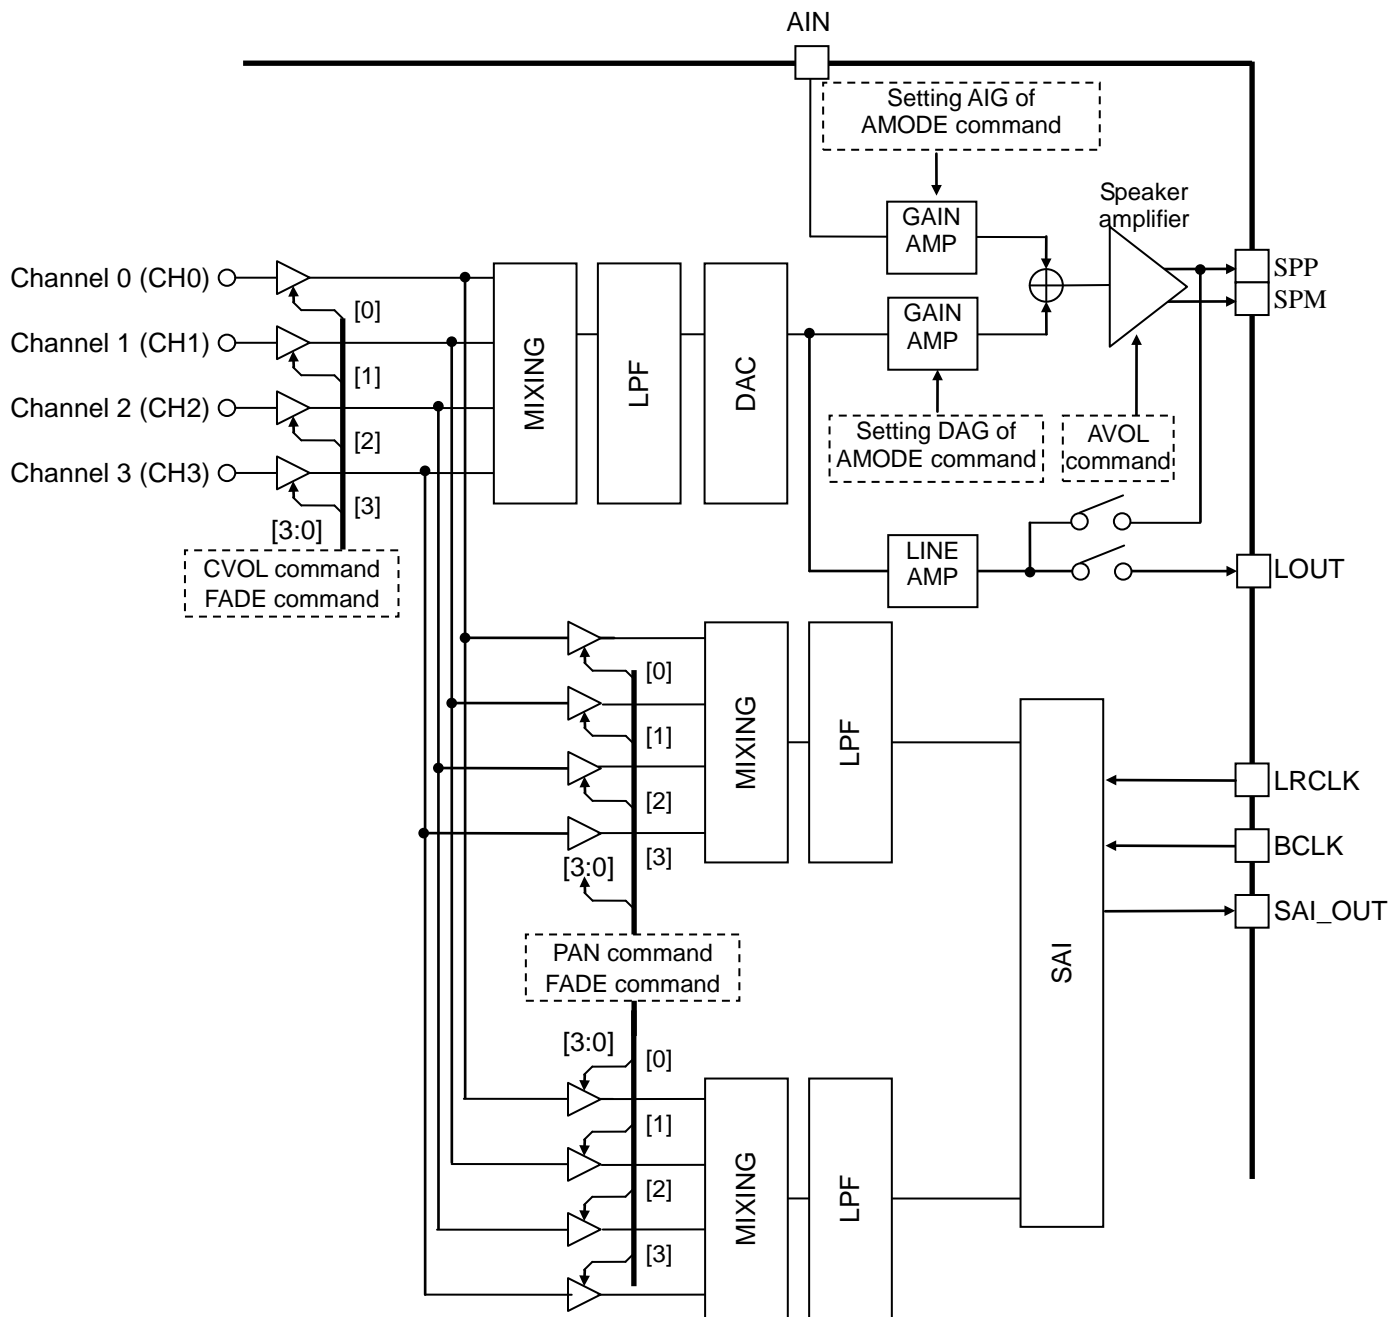 AIN
Setting AIG of
AMODE command
Speaker
amplifier
GAIN
AMP
Channel 0 (CH0)
[0]
SPP
SPM
GAIN
AMP
Channel 1 (CH1)
[1]
MIXING
LPF
DAC
Channel 2 (CH2)
[2]
Setting DAG of
AMODE command
AVOL
command
Channel 3 (CH3)
[3]
[3:0]
CVOL command
FADE command
LINE
AMP
LOUT
[0]
[1]
[2]
[3]
[3:0]
MIXING
LPF
LRCLK
BCLK
SAI_OUT
SAI
PAN command
FADE command
[3:0]
[0]
[1]
[2]
[3]
MIXING
LPF